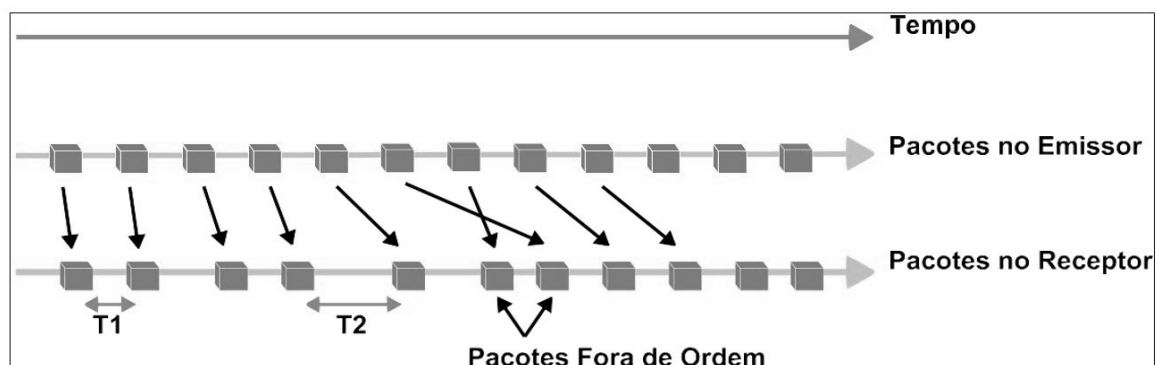 Tempo
Pacotes no Emissor
Pacotes no Receptor
T1
T2
Pacotes Fora de Ordem